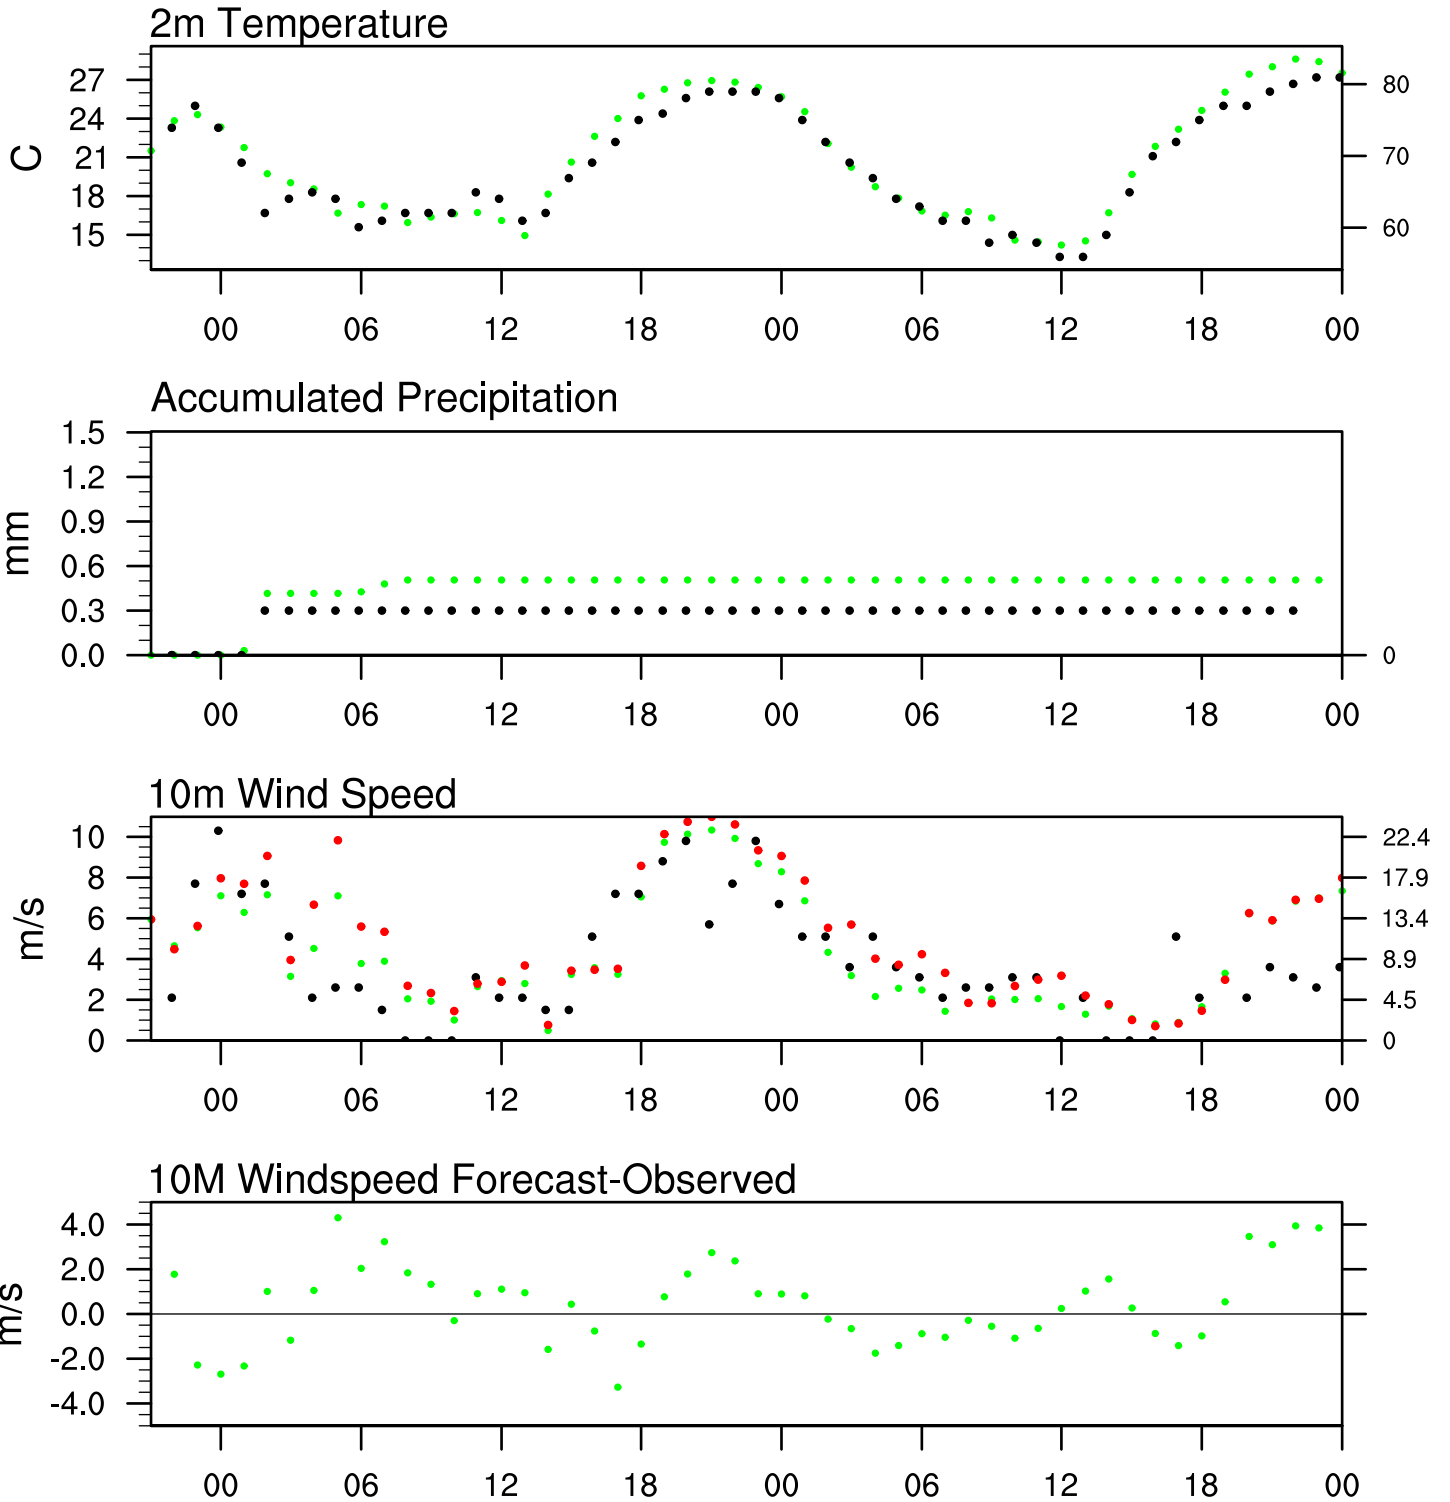 2m Temperature
27
24
21
18
15
C
80
70
60
00 06 12 18 00 06 12 18 00
Accumulated Precipitation
1.5
1.2
0.9
0.6
0.3
0.0
mm
0
00 06 12 18 00 06 12 18 00
10m Wind Speed
10
8
6
4
2
0
m/s
22.4
17.9
13.4
8.9
4.5
0
00 06 12 18 00 06 12 18 00
10M Windspeed Forecast-Observed
4.0
2.0
0.0
-2.0
-4.0
m/s
00 06 12 18 00 06 12 18 00